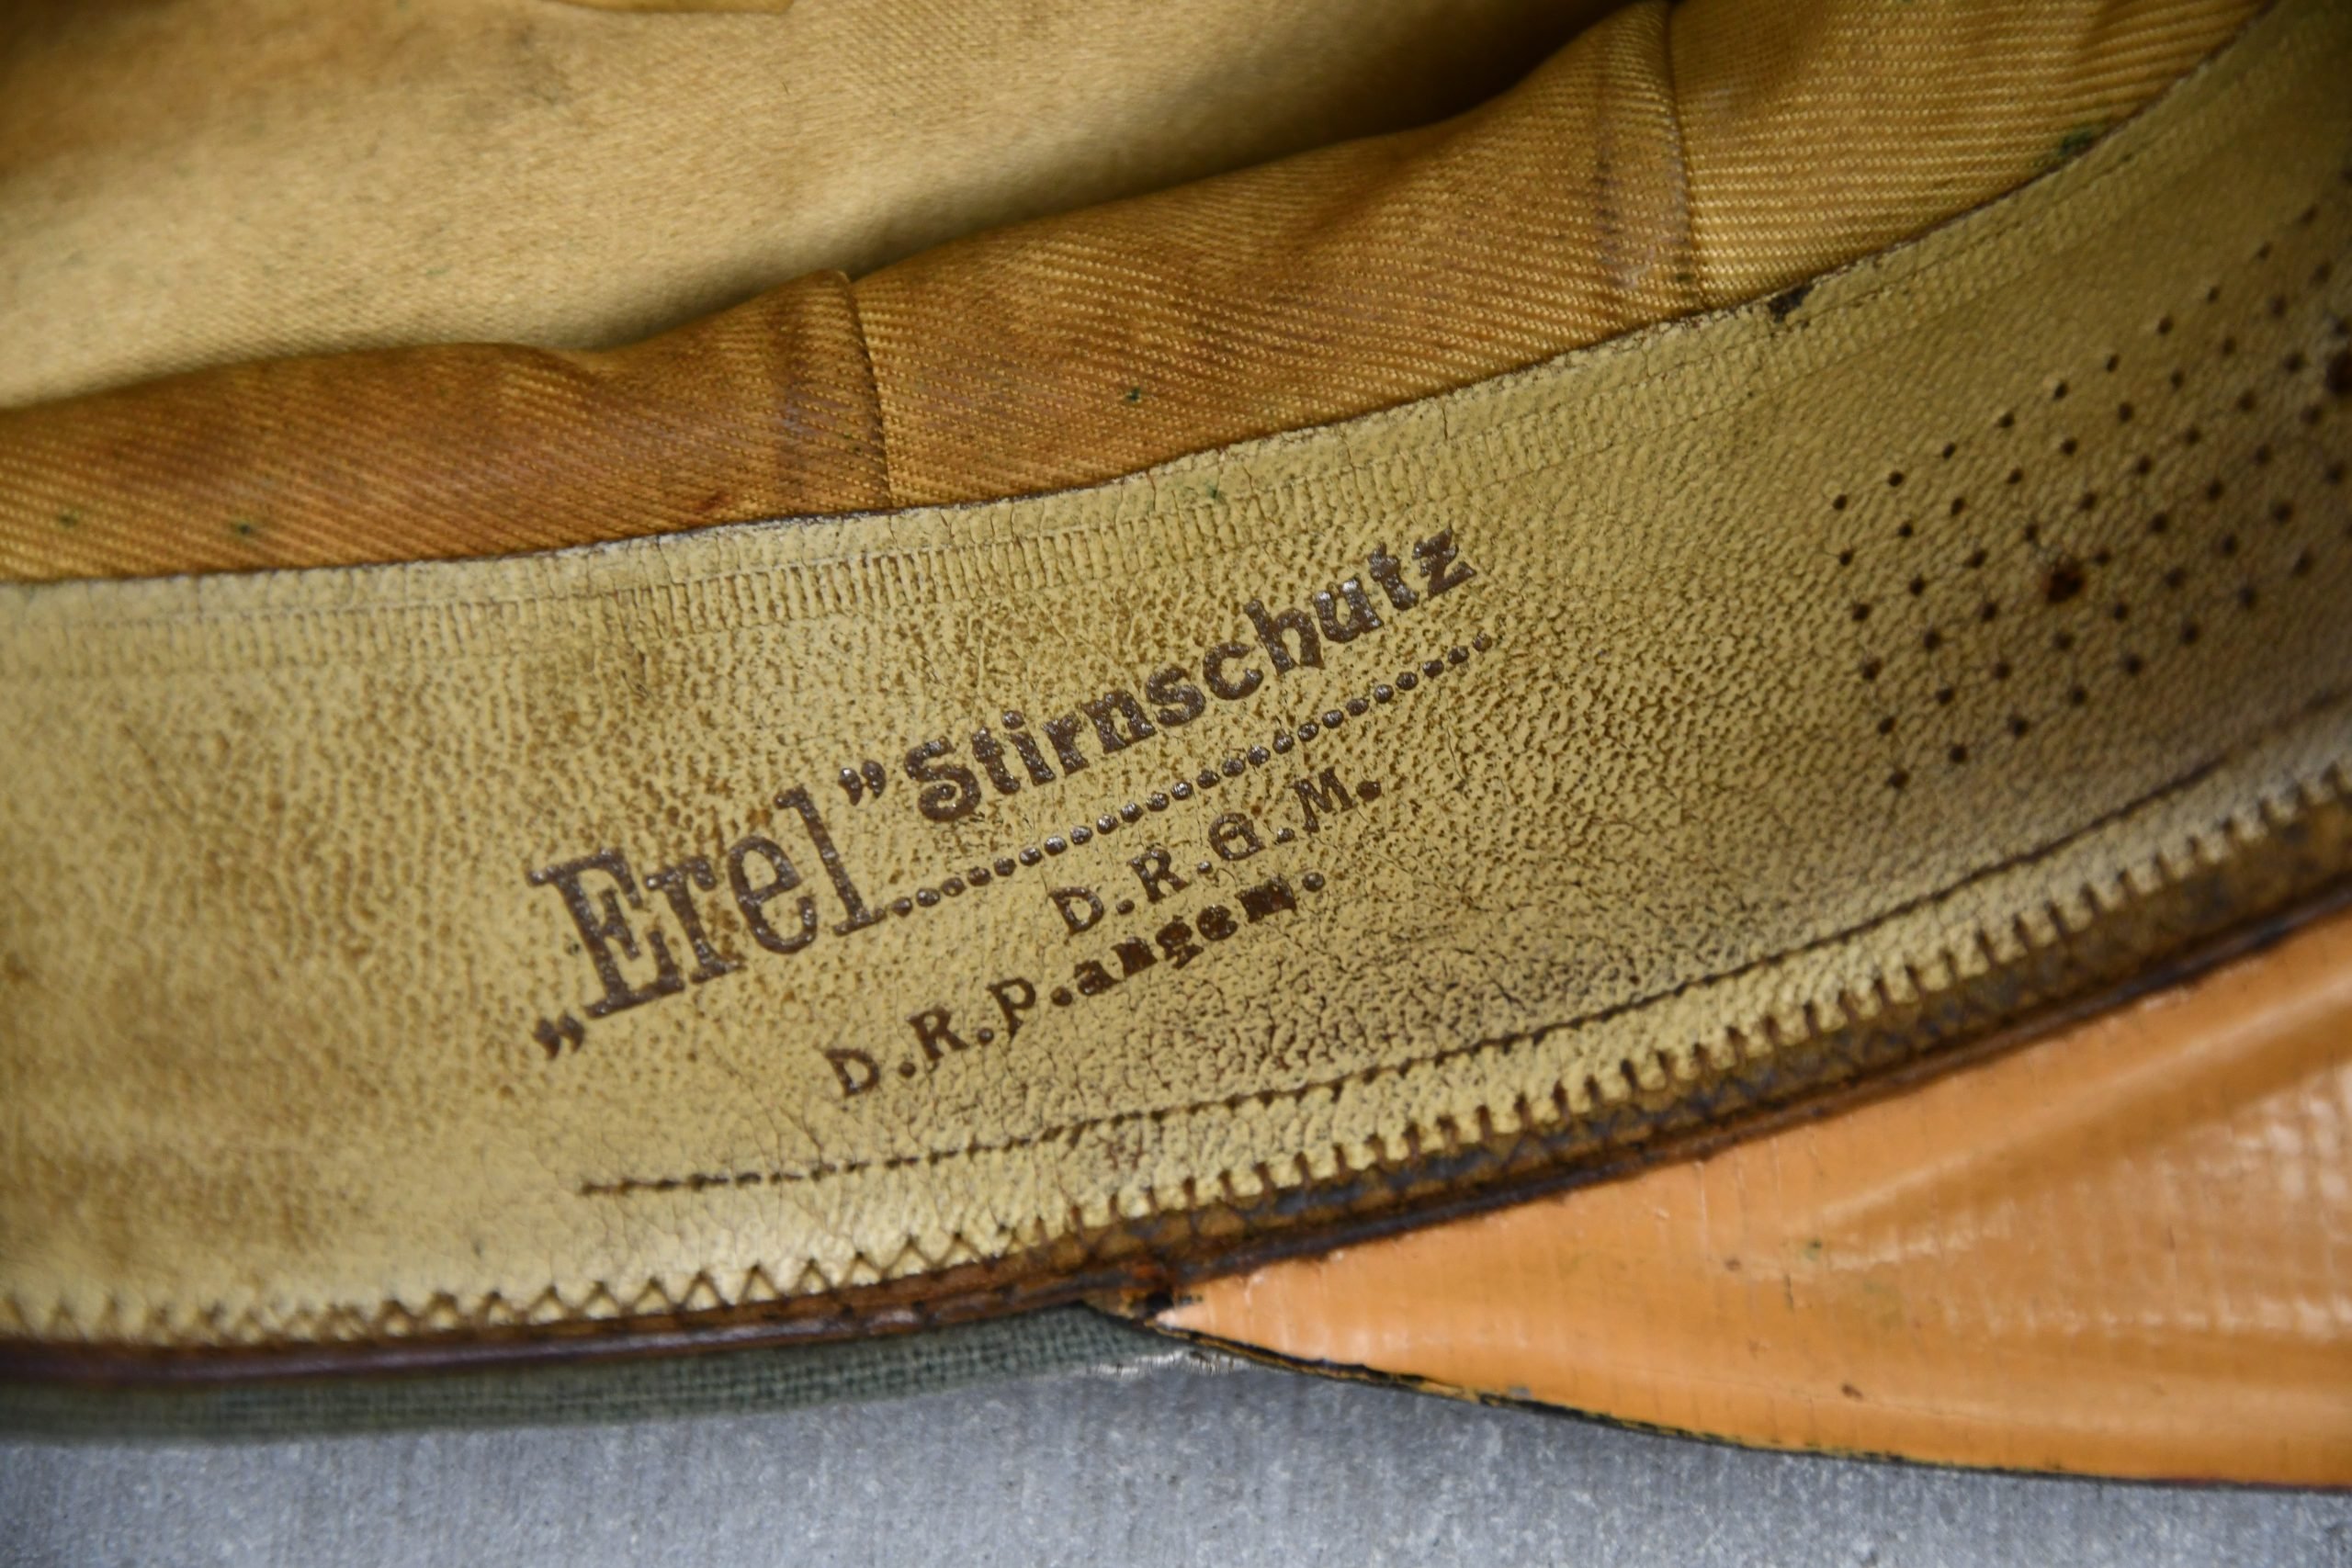 „Erel” Stirnschutz
D.R.G.M.
D.R.P. angem.